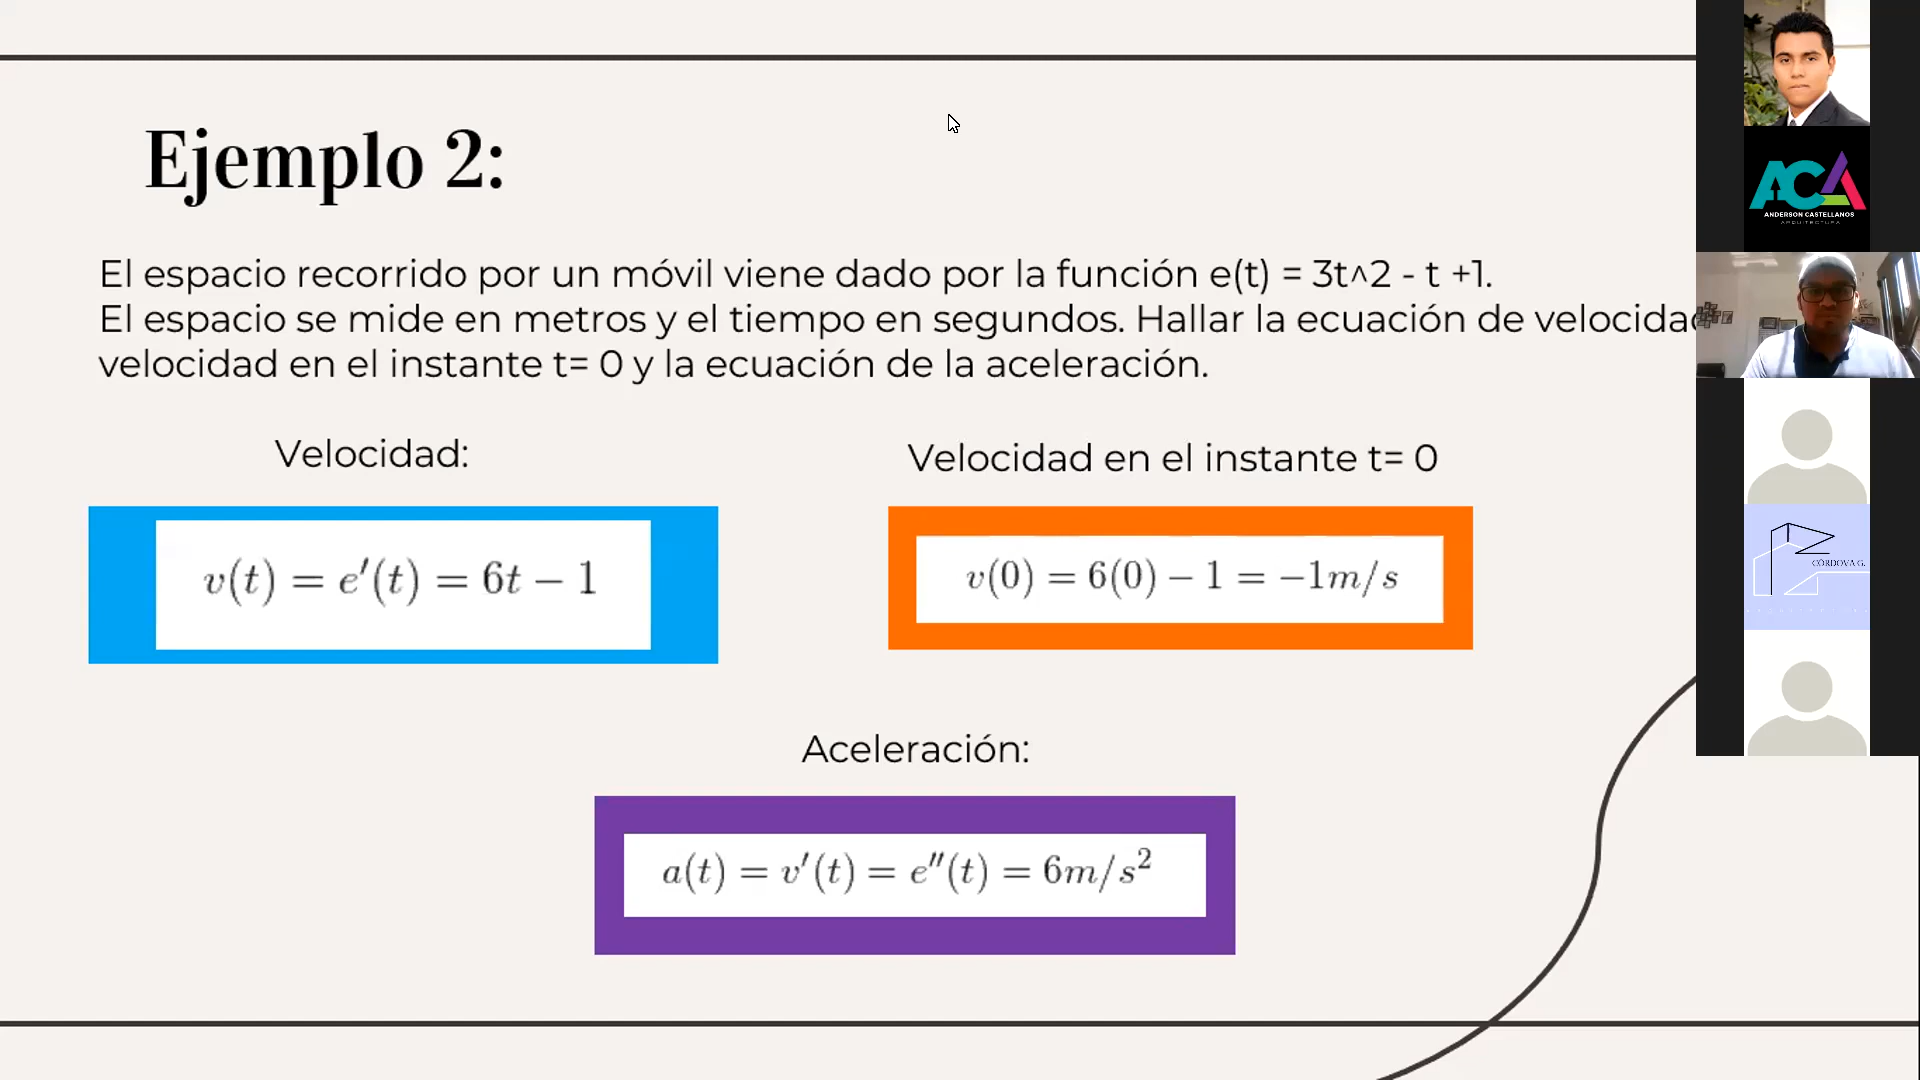 Ejemplo 2:
El espacio recorrido por un móvil viene dado por la función e(t) = 3t^2 - t +1.
El espacio se mide en metros y el tiempo en segundos. Hallar la ecuación de
velocidad en el instante t= 0 y la ecuación de la aceleración.
Velocidad:
Velocidad en el instante t= 0
v(t) = e′(t) = 6t − 1
v(0) = 6(0) − 1 = −1m/s
Aceleración:
a(t) = v′(t) = e″(t) = 6m/s²
ACA
ANDERSON CASTELLANOS
ARQUITECTURA
CORDOVA G.